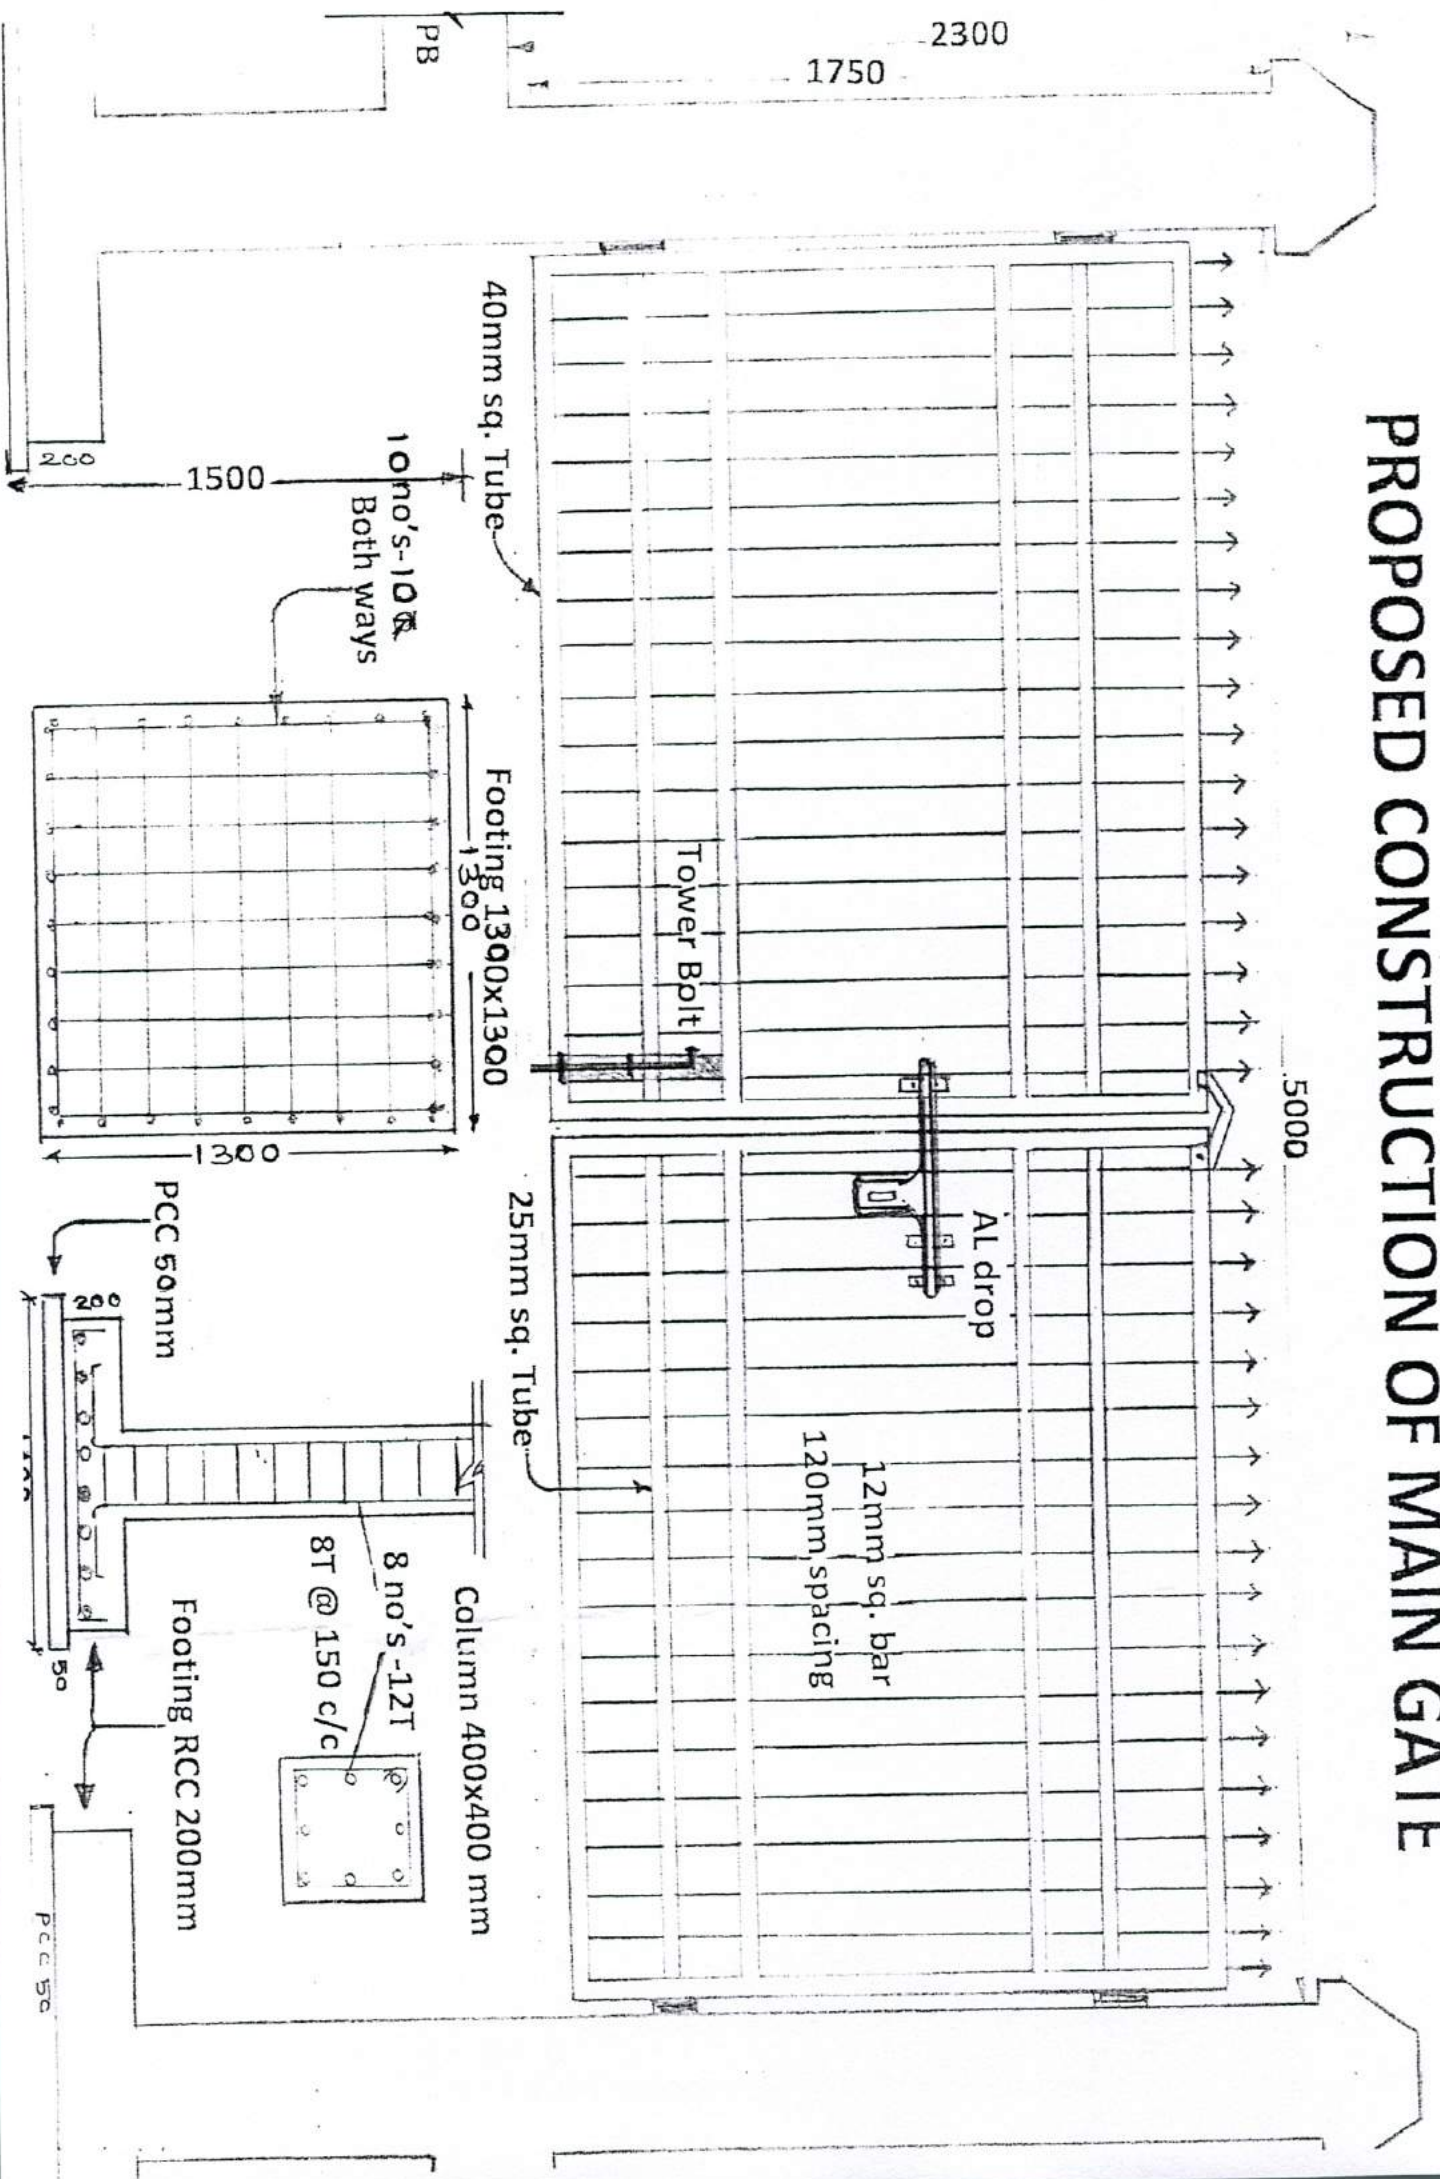 PROPOSED CONSTRUCTION OF MAIN GATE
5000
2300
1750
PB
AL drop
12mm sq. bar
120mm spacing
Tower Bolt
40mm sq. Tube
25mm sq. Tube
1500
200
10no's-10
Both ways
Footing 1300x1300
1300
1300
Column 400x400 mm
8 no's -12T
8T @ 150 c/c
PCC 50mm
200
50
Footing RCC 200mm
PCC 50